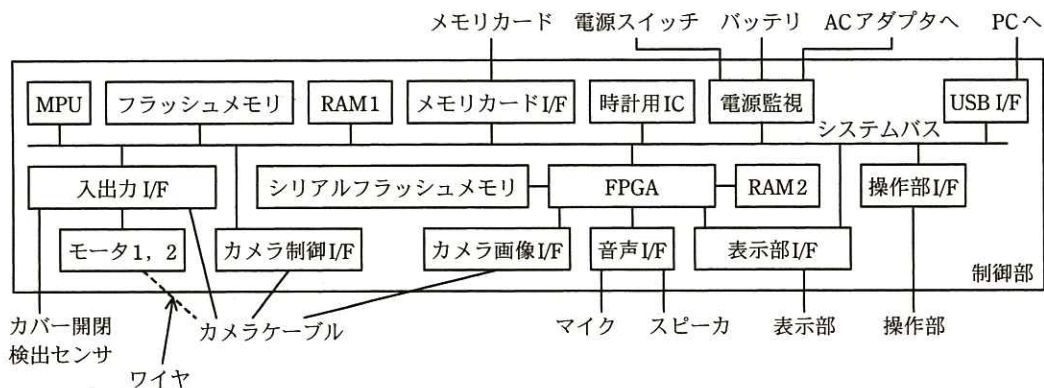 メモリカード 電源スイッチ バッテリ ACアダプタへ PCへ
MPU フラッシュメモリ RAM1 メモリカードI/F 時計用IC 電源監視 USB I/F
システムバス
入出力I/F シリアルフラッシュメモリ FPGA RAM2 操作部I/F
モータ1，2 カメラ制御I/F カメラ画像I/F 音声I/F 表示部I/F
制御部
カバー開閉 カメラケーブル マイク スピーカ 表示部 操作部
検出センサ
ワイヤ